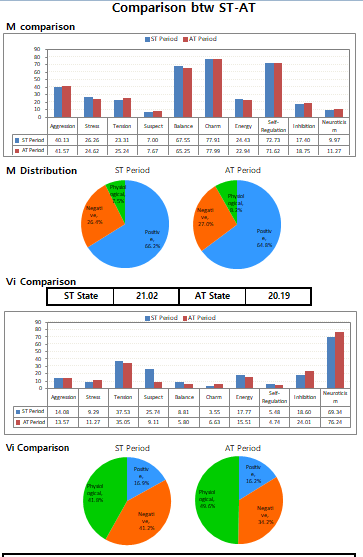 Comparison btw ST-AT
M comparison
ST Period AT Period
90
80
70
60
50
40
30
20
10
0
Aggression Stress Tension Suspect Balance Charm Energy Self-Regulation Inhibition Neuroticism
ST Period 40.13 26.26 23.31 7.00 67.55 77.91 24.43 72.73 17.40 9.97
AT Period 41.57 24.62 25.24 7.67 65.25 77.99 22.94 71.62 18.75 11.27
M Distribution ST Period AT Period
Physiological, 7.5%
Negative, 26.4%
Positive, 66.2%
Physiological, 8.3%
Negative, 27.0%
Positive, 64.8%
Vi Comparison
ST State 21.02 AT State 20.19
ST Period AT Period
90
80
70
60
50
40
30
20
10
0
Aggression Stress Tension Suspect Balance Charm Energy Self-Regulation Inhibition Neuroticism
ST Period 14.08 9.29 37.53 25.74 8.81 3.55 17.77 5.48 18.60 69.34
AT Period 13.57 11.27 35.05 9.11 5.80 6.63 15.51 4.74 24.01 76.24
Vi Comparison ST Period AT Period
Positive, 16.9%
Physiological, 41.9%
Negative, 41.2%
Positive, 16.2%
Physiological, 49.6%
Negative, 34.2%